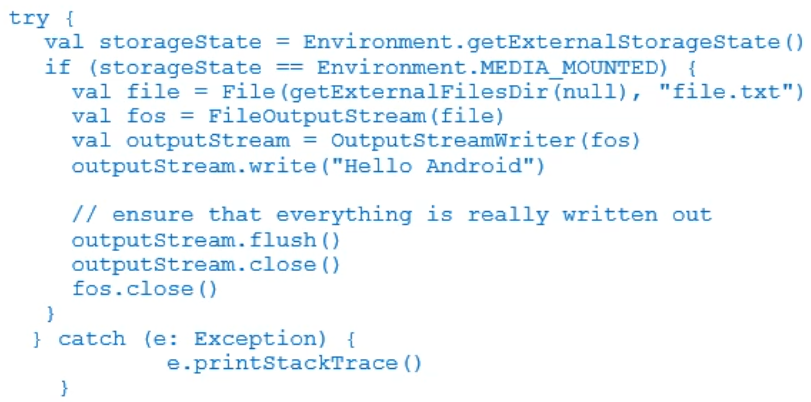 try {
val storageState = Environment.getExternalStorageState()
if (storageState == Environment.MEDIA_MOUNTED) {
val file = File(getExternalFilesDir(null), "file.txt")
val fos = FileOutputStream(file)
val outputStream = OutputStreamWriter(fos)
outputStream.write("Hello Android")
// ensure that everything is really written out
outputStream.flush()
outputStream.close()
fos.close()
}
} catch (e: Exception) {
e.printStackTrace()
}